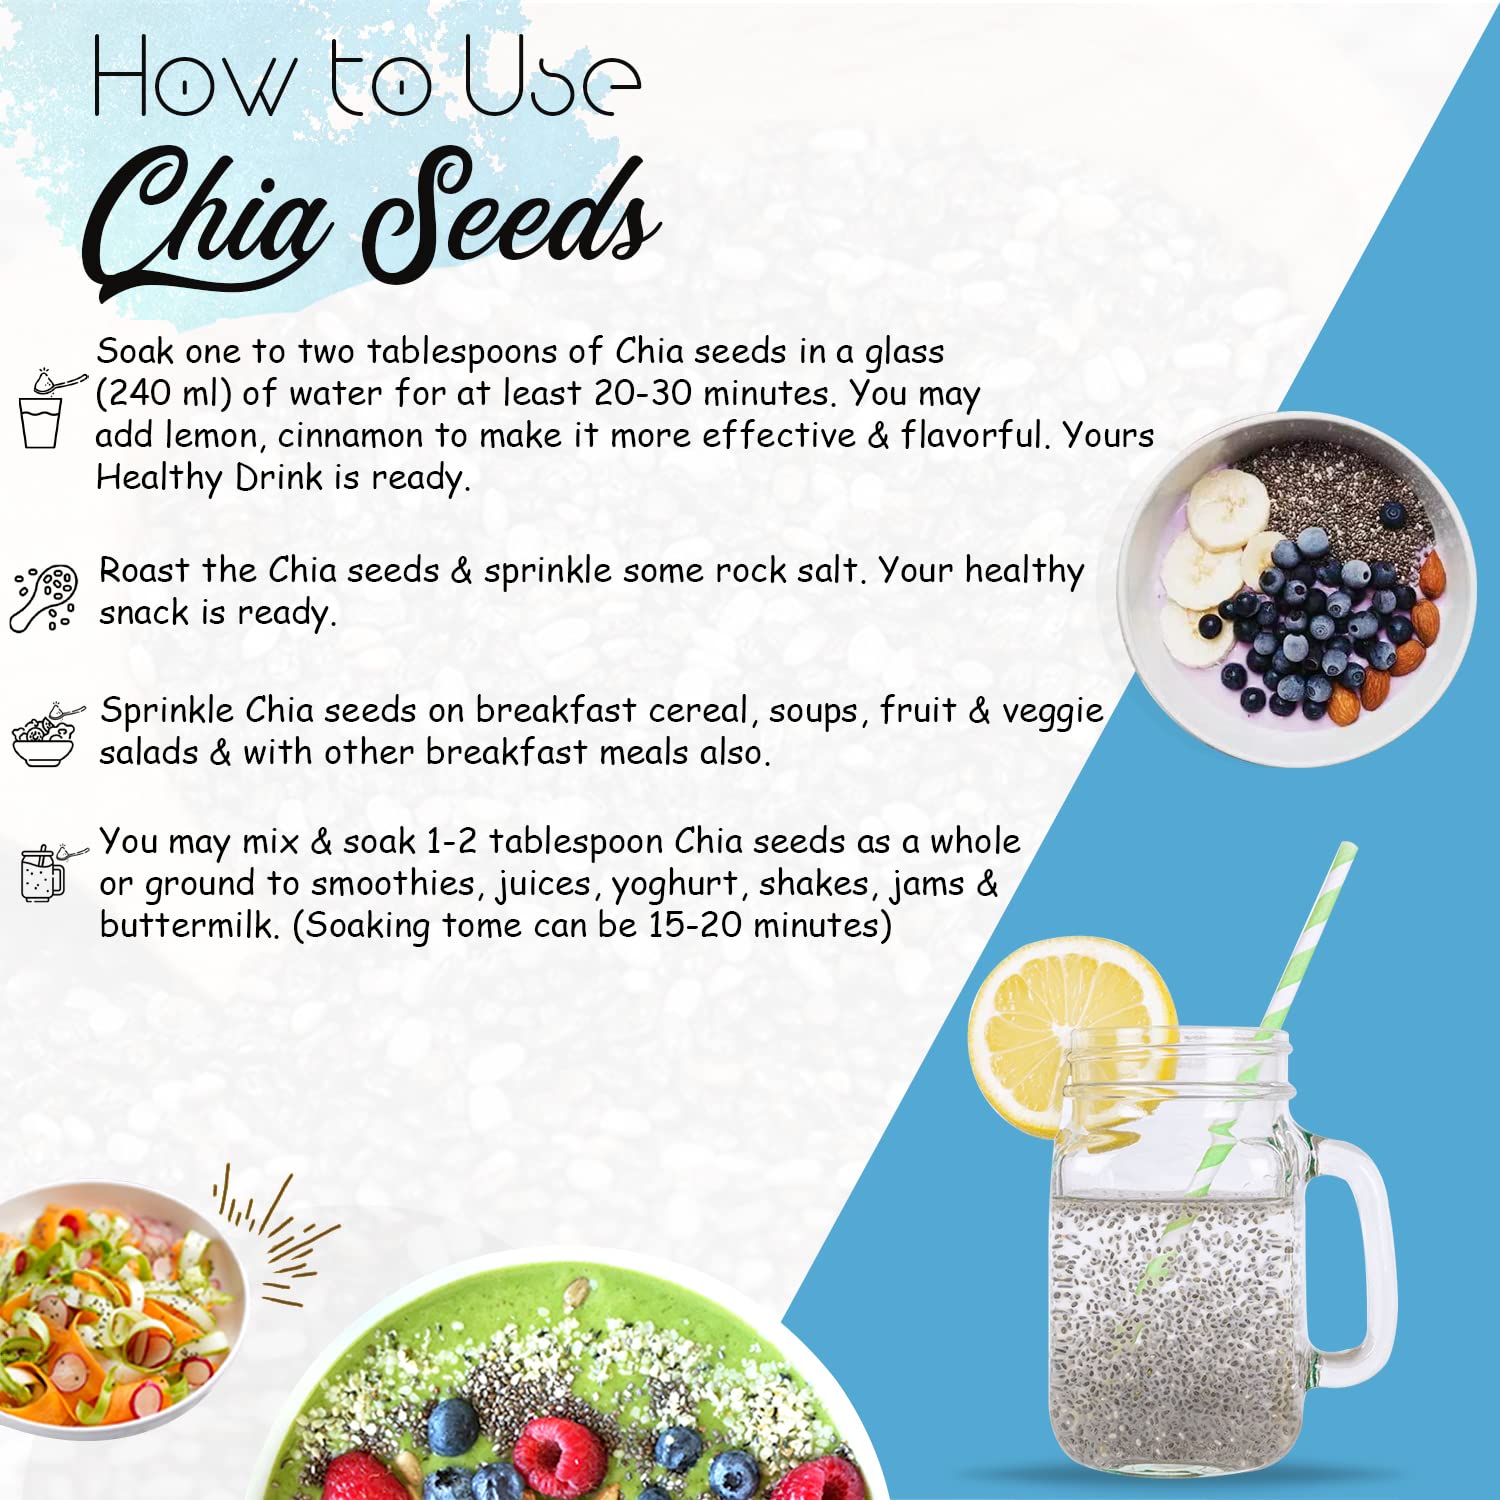 How to Use
Chia Seeds
Soak one to two tablespoons of Chia seeds in a glass
(240 ml) of water for at least 20-30 minutes. You may
add lemon, cinnamon to make it more effective & flavorful. Yours
Healthy Drink is ready.
Roast the Chia seeds & sprinkle some rock salt. Your healthy
snack is ready.
Sprinkle Chia seeds on breakfast cereal, soups, fruit & veggie
salads & with other breakfast meals also.
You may mix & soak 1-2 tablespoon Chia seeds as a whole
or ground to smoothies, juices, yoghurt, shakes, jams &
buttermilk. (Soaking tome can be 15-20 minutes)